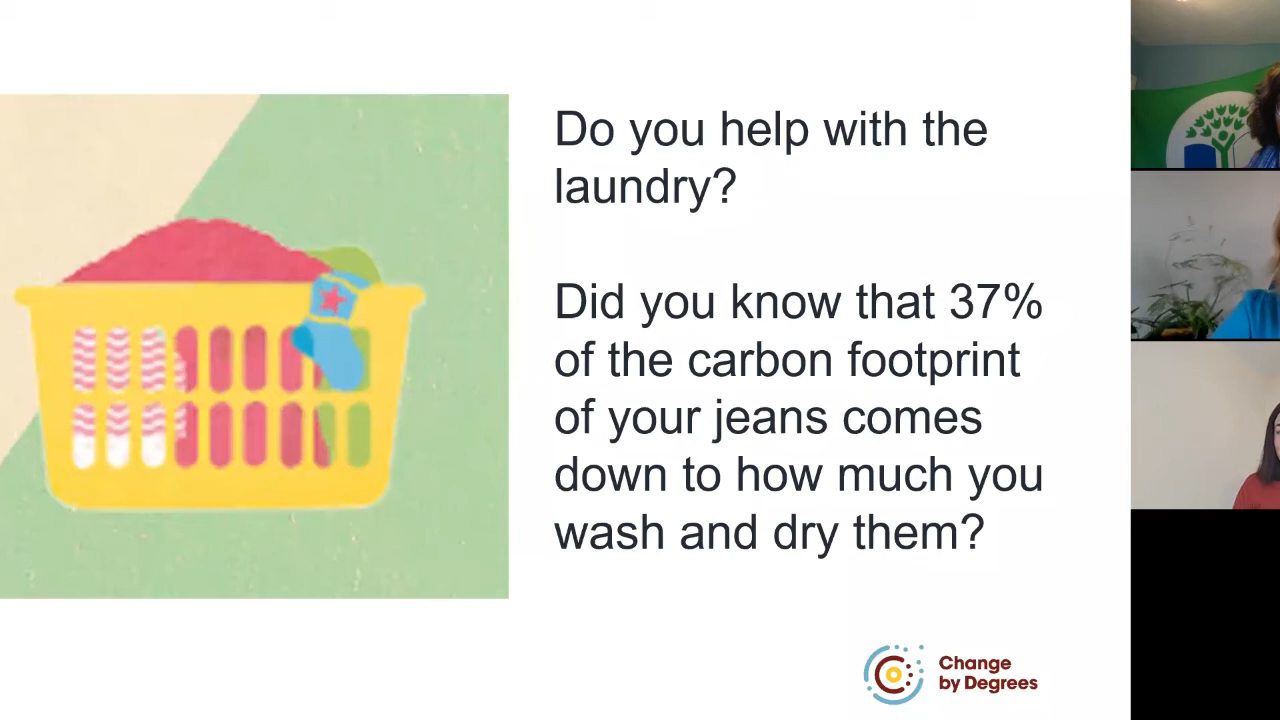 Do you help with the
laundry?
Did you know that 37%
of the carbon footprint
of your jeans comes
down to how much you
wash and dry them?
Change
by Degrees